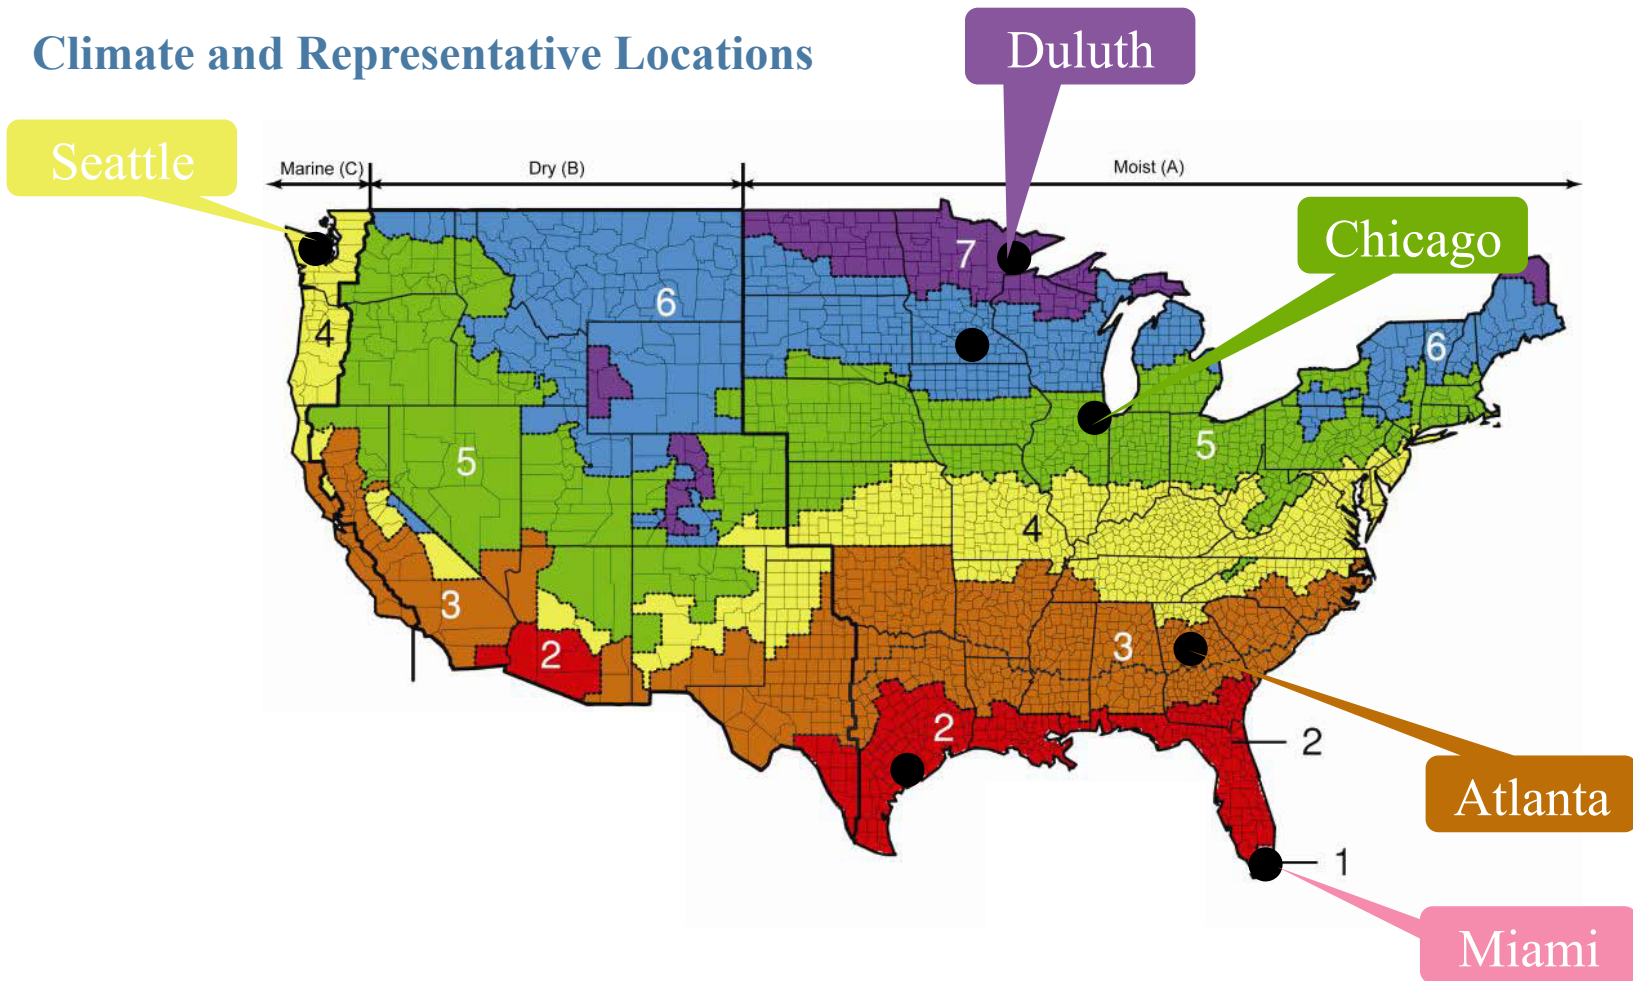 Climate and Representative Locations
Duluth
Seattle
Marine (C)
Dry (B)
Moist (A)
Chicago
7
6
4
6
5
5
4
3
2
3
2
2
Atlanta
1
Miami